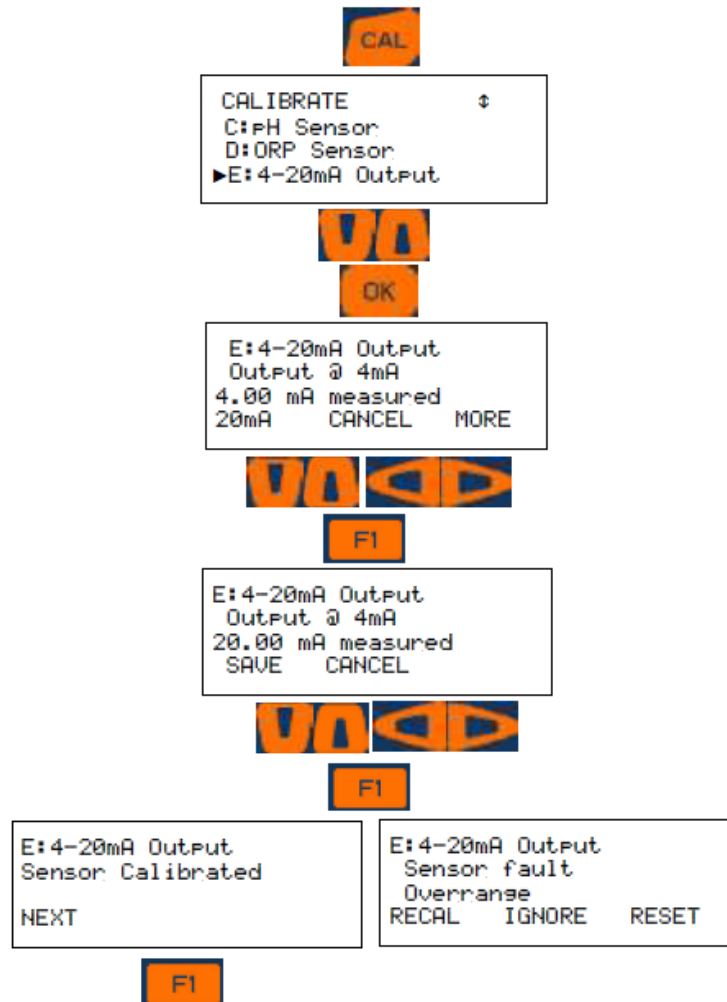 CAL
CALIBRATE ↕
C:pH Sensor
D:ORP Sensor
▶E:4-20mA Output
OK
E:4-20mA Output
Output @ 4mA
4.00 mA measured
20mA CANCEL MORE
F1
E:4-20mA Output
Output @ 4mA
20.00 mA measured
SAVE CANCEL
F1
E:4-20mA Output
Sensor Calibrated
NEXT
E:4-20mA Output
Sensor fault
Overrange
RECAL IGNORE RESET
F1